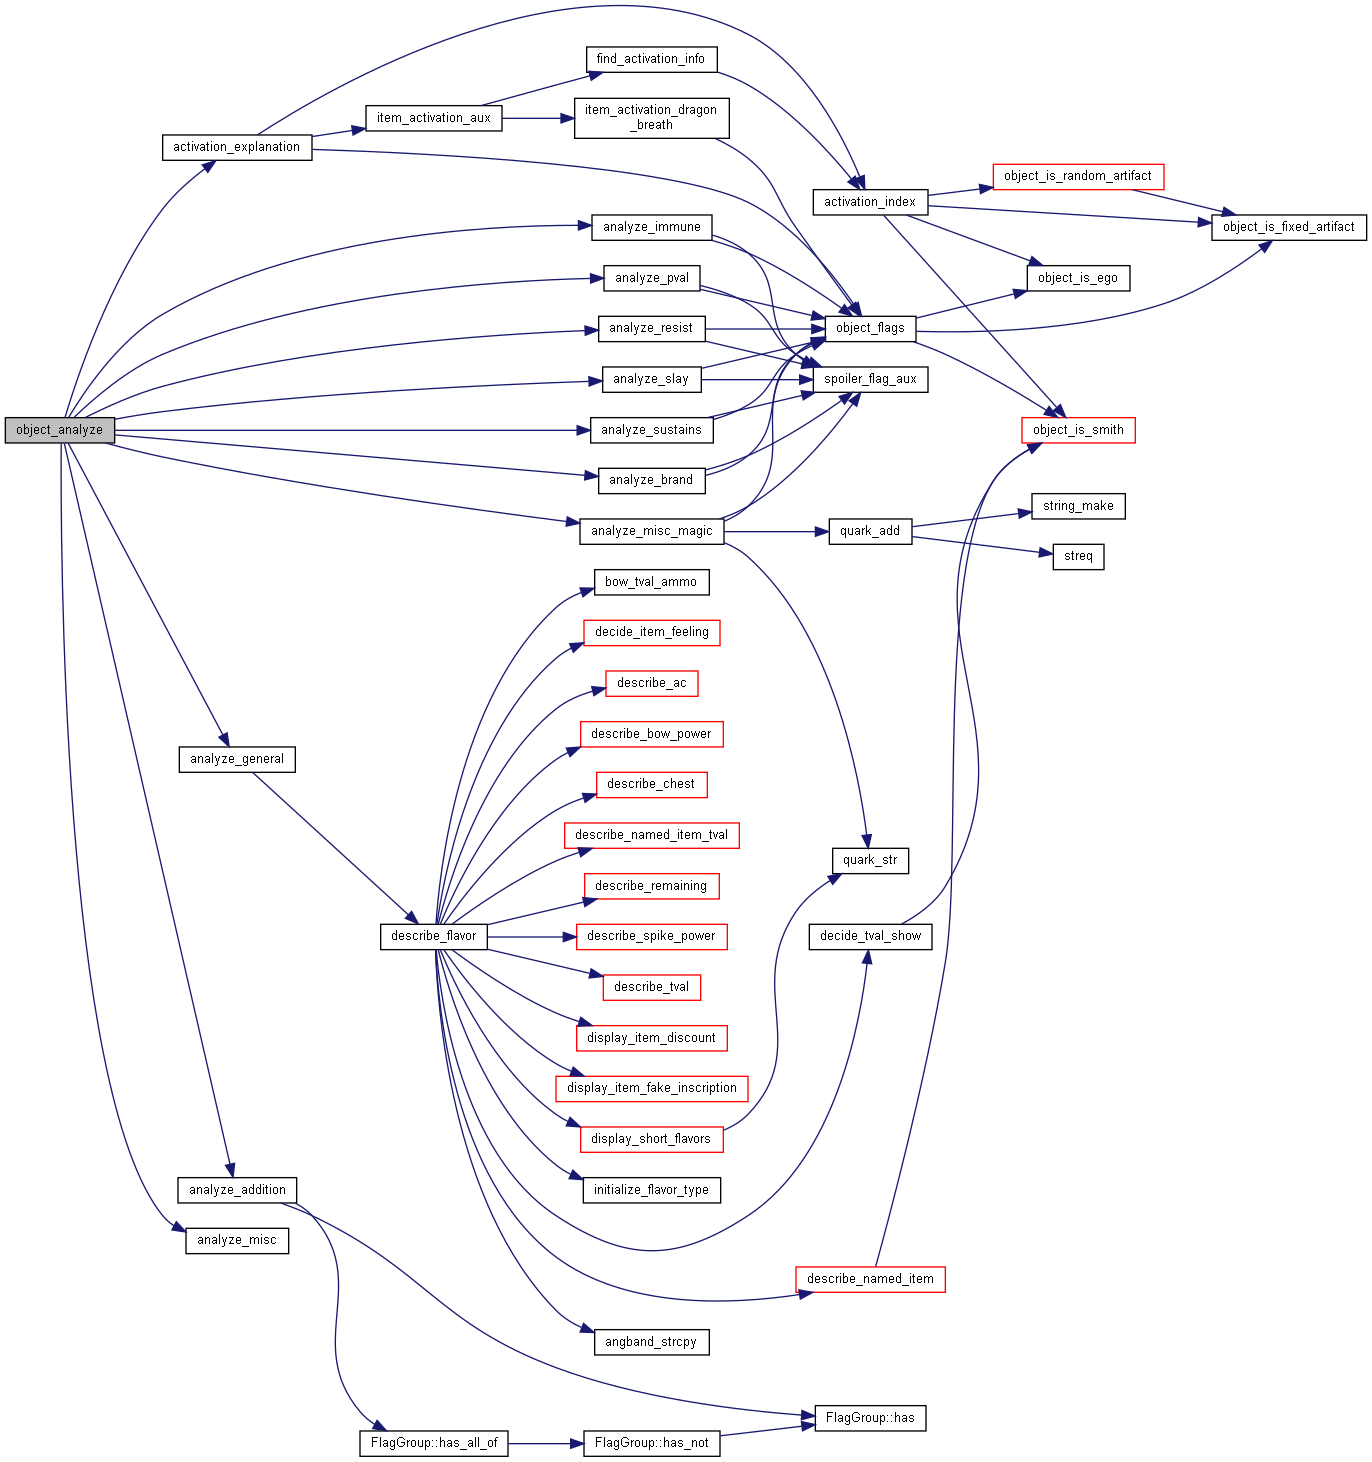 find_activation_info
item_activation_dragon
_breath
item_activation_aux
activation_explanation
object_is_random_artifact
activation_index
object_is_fixed_artifact
analyze_immune
analyze_pval
object_is_ego
analyze_resist
object_flags
analyze_slay
spoiler_flag_aux
object_analyze
analyze_sustains
object_is_smith
analyze_brand
string_make
analyze_misc_magic
quark_add
streq
bow_tval_ammo
decide_item_feeling
describe_ac
describe_bow_power
analyze_general
describe_chest
describe_named_item_tval
quark_str
describe_remaining
describe_flavor
describe_spike_power
decide_tval_show
describe_tval
display_item_discount
display_item_fake_inscription
display_short_flavors
analyze_addition
initialize_flavor_type
analyze_misc
describe_named_item
angband_strcpy
FlagGroup::has
FlagGroup::has_all_of
FlagGroup::has_not